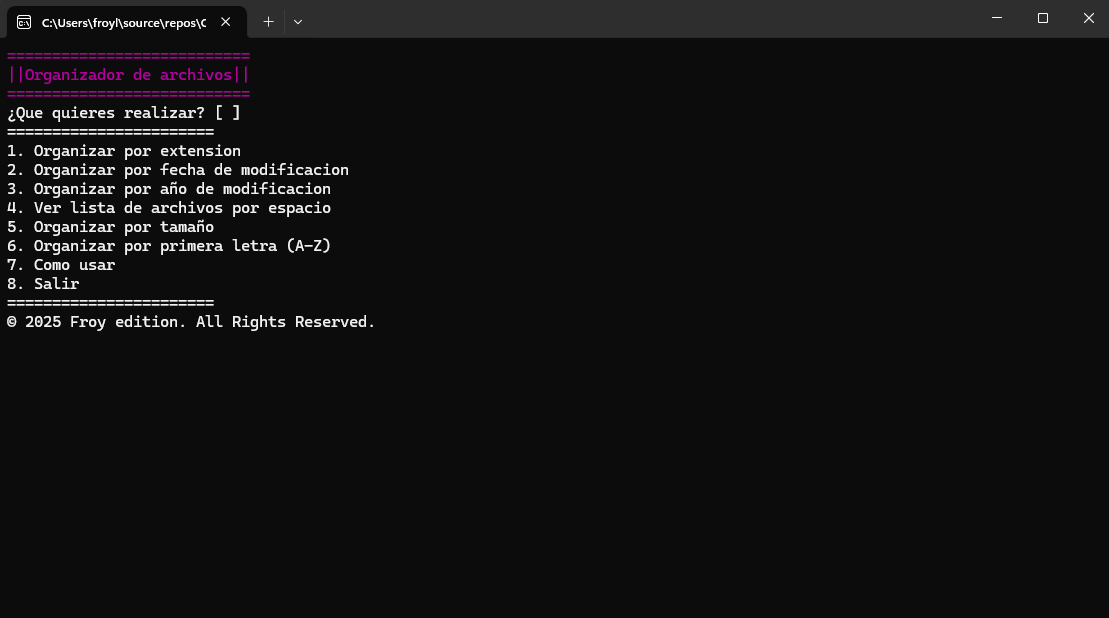 C:\Users\froyl\source\repos\C
===========================
||Organizador de archivos||
===========================
¿Que quieres realizar? [ ]
=======================
1. Organizar por extension
2. Organizar por fecha de modificacion
3. Organizar por año de modificacion
4. Ver lista de archivos por espacio
5. Organizar por tamaño
6. Organizar por primera letra (A-Z)
7. Como usar
8. Salir
=======================
© 2025 Froy edition. All Rights Reserved.